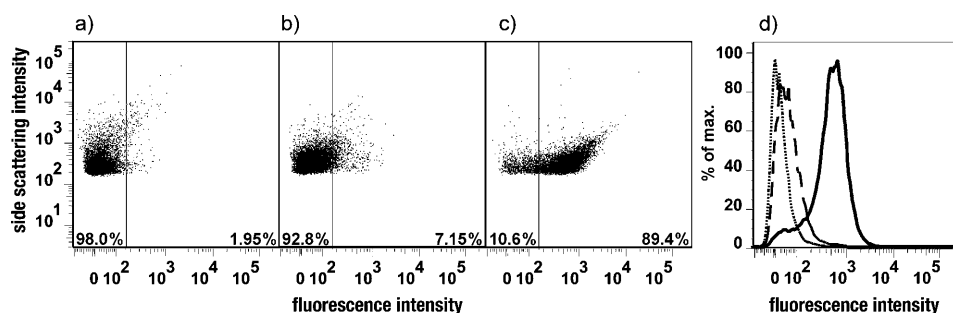 a) b) c) d)
side scattering intensity
10^5
10^4
10^3
10^2
10^1
98.0% 1.95% 92.8% 7.15% 10.6% 89.4%
0 10^2 10^3 10^4 10^5 0 10^2 10^3 10^4 10^5 0 10^2 10^3 10^4 10^5
fluorescence intensity
% of max.
100
80
60
40
20
0
0 10^2 10^3 10^4 10^5
fluorescence intensity